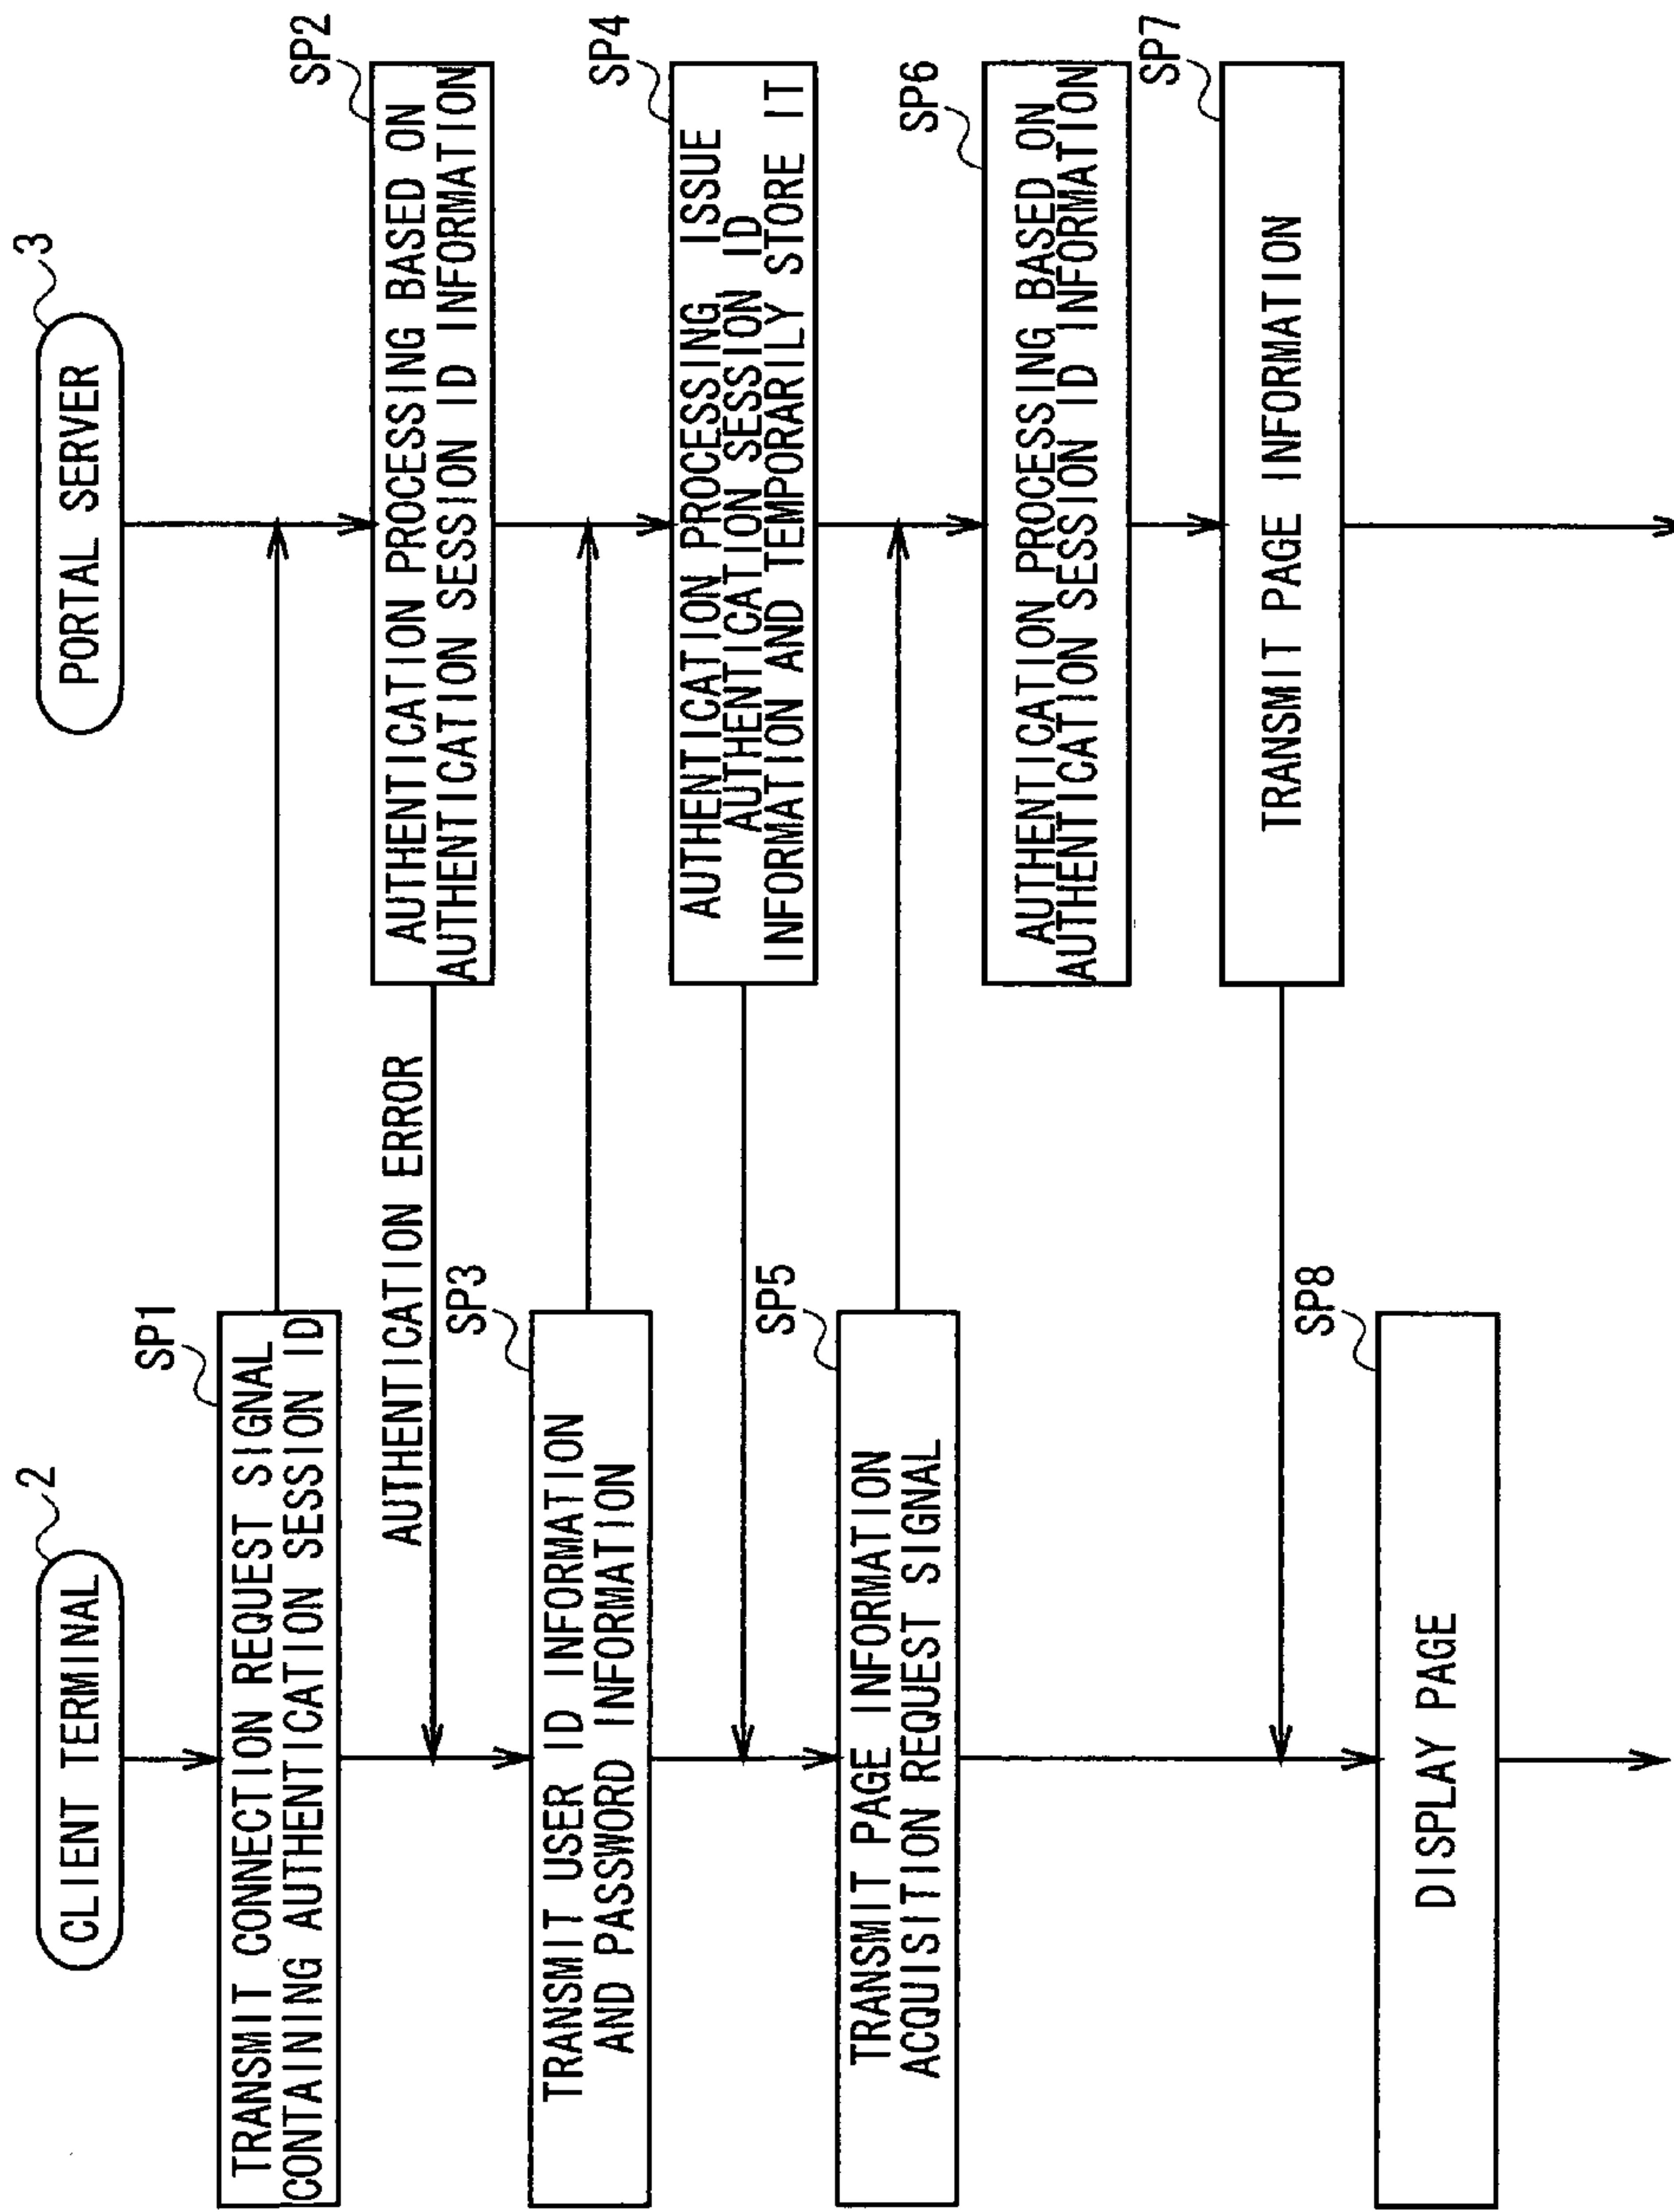 CLIENT TERMINAL
2
PORTAL SERVER
3
SP1
TRANSMIT CONNECTION REQUEST SIGNAL
CONTAINING AUTHENTICATION SESSION ID
SP2
AUTHENTICATION PROCESSING BASED ON
AUTHENTICATION SESSION ID INFORMATION
AUTHENTICATION ERROR
SP3
TRANSMIT USER ID INFORMATION
AND PASSWORD INFORMATION
SP4
AUTHENTICATION PROCESSING, ISSUE
AUTHENTICATION SESSION ID
INFORMATION AND TEMPORARILY STORE IT
SP5
TRANSMIT PAGE INFORMATION
ACQUISITION REQUEST SIGNAL
SP6
AUTHENTICATION PROCESSING BASED ON
AUTHENTICATION SESSION ID INFORMATION
SP7
TRANSMIT PAGE INFORMATION
SP8
DISPLAY PAGE